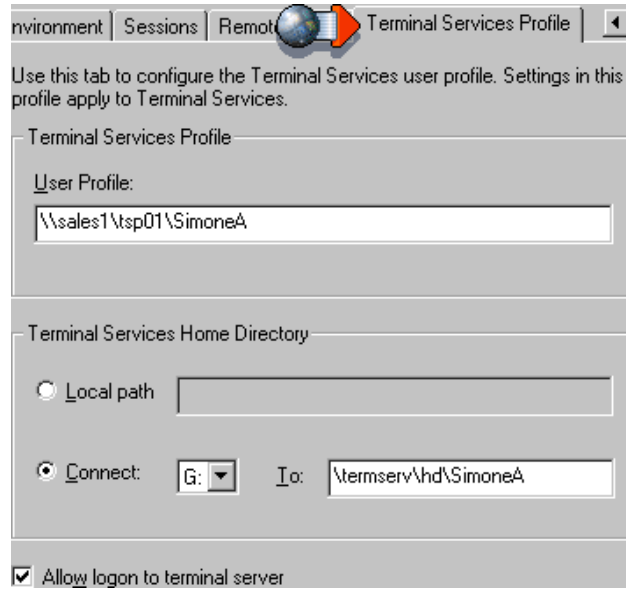 nvironment
Sessions
Remot
Terminal Services Profile
Use this tab to configure the Terminal Services user profile. Settings in this
profile apply to Terminal Services.
Terminal Services Profile
User Profile:
\\sales1\tsp01\SimoneA
Terminal Services Home Directory
Local path
Connect:
G:
To:
\termserv\hd\SimoneA
Allow logon to terminal server